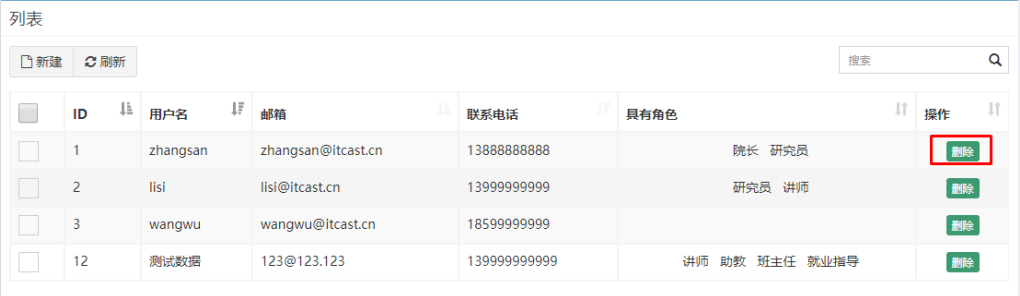 列表
新建 刷新 搜索
ID 用户名 邮箱 联系电话 具有角色 操作
1 zhangsan zhangsan@itcast.cn 13888888888 院长 研究员 删除
2 lisi lisi@itcast.cn 13999999999 研究员 讲师 删除
3 wangwu wangwu@itcast.cn 18599999999 删除
12 测试数据 123@123.123 139999999999 讲师 助教 班主任 就业指导 删除